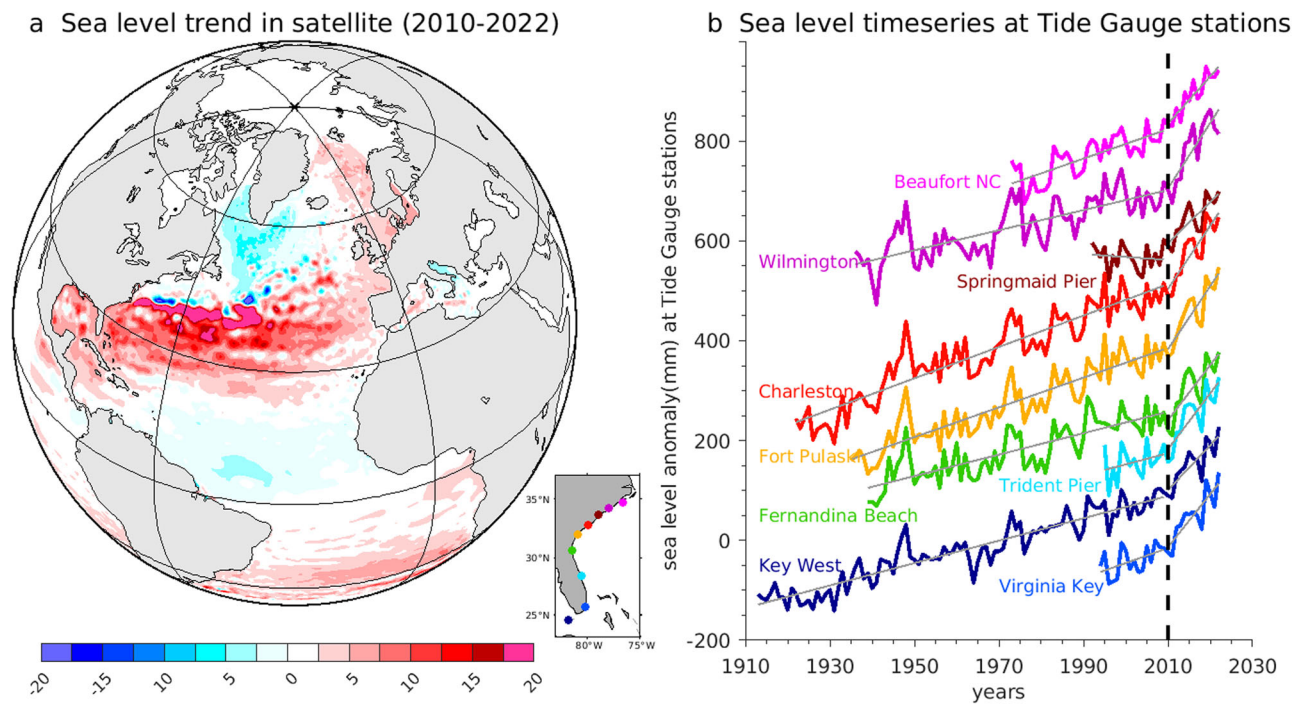 a Sea level trend in satellite (2010-2022)
35°N
30°N
25°N
80°W
75°W
-20
-15
10
5
0
5
10
15
20
b Sea level timeseries at Tide Gauge stations
sea level anomaly(mm) at Tide Gauge stations
800
600
400
200
0
-200
Beaufort NC
Wilmington
Springmaid Pier
Charleston
Fort Pulaski
Trident Pier
Fernandina Beach
Key West
Virginia Key
1910
1930
1950
1970
1990
2010
2030
years